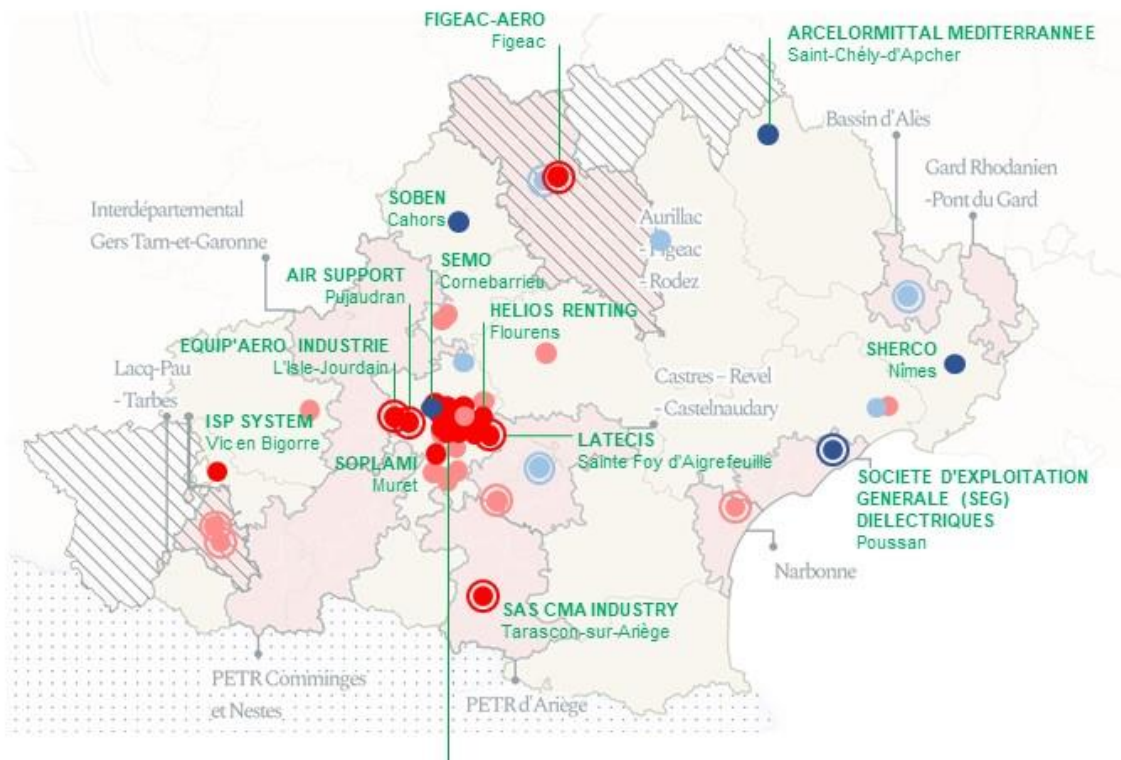 FIGEAC-AERO
Figeac
ARCELORMITTAL MEDITERRANNEE
Saint-Chély-d'Apcher
Bassin d'Alès
Gard Rhodanien
-Pont du Gard
SOBEN
Cahors
Interdépartemental
Gers Tarn-et-Garonne
Aurillac
- Figeac
- Rodez
AIR SUPPORT
Pujaudran
SEMO
Cornebarrieu
HELIOS RENTING
Flourens
EQUIP'AERO INDUSTRIE
L'Isle-Jourdain
SHERCO
Nîmes
Lacq-Pau
- Tarbes
Castres – Revel
- Castelnaudary
ISP SYSTEM
Vic en Bigorre
LATECIS
Sainte Foy d'Aigrefeuille
SOPLAMI
Muret
SOCIETE D'EXPLOITATION
GENERALE (SEG)
DIELECTRIQUES
Poussan
Narbonne
SAS CMA INDUSTRY
Tarascon-sur-Ariège
PETR Comminges
et Nestes
PETR d'Ariège